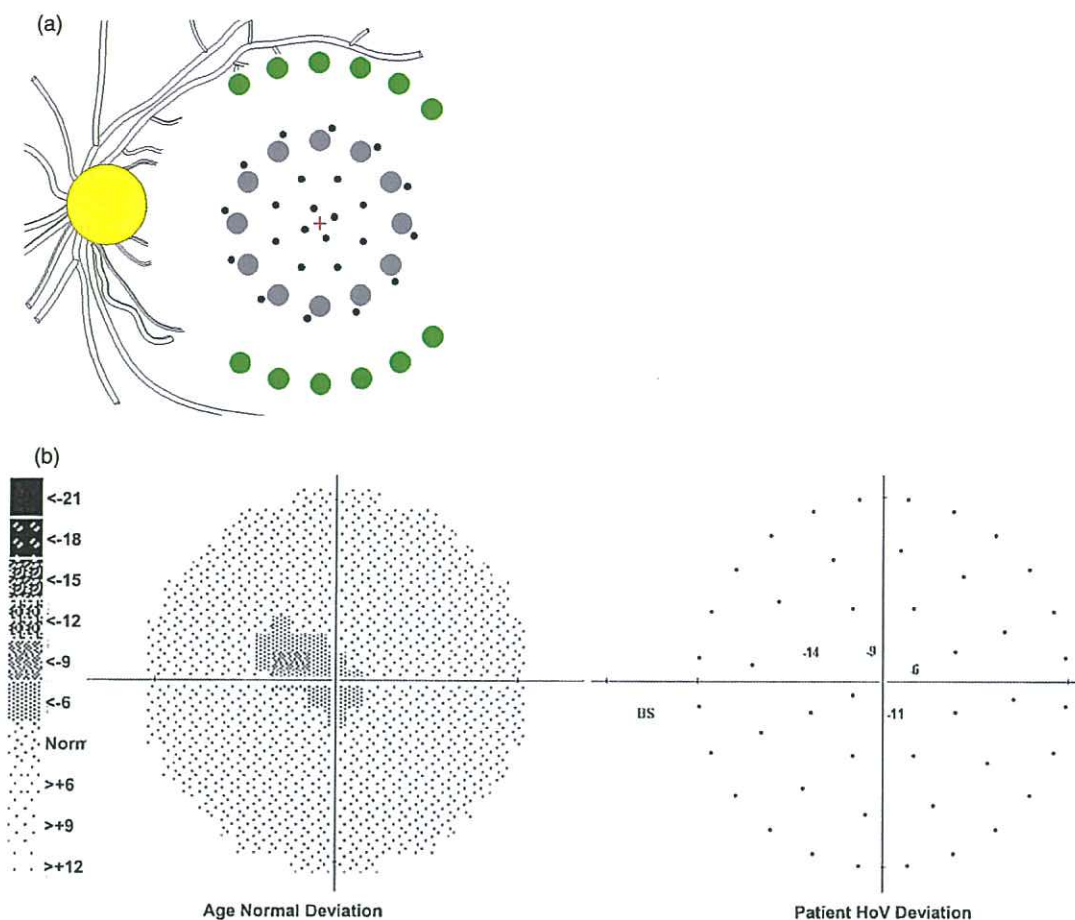 (a)
(b)
<-21
<-18
<-15
<-12
<-9
<-6
Norm
>+6
>+9
>+12
-14
-9
6
BS
-11
Age Normal Deviation
Patient HoV Deviation